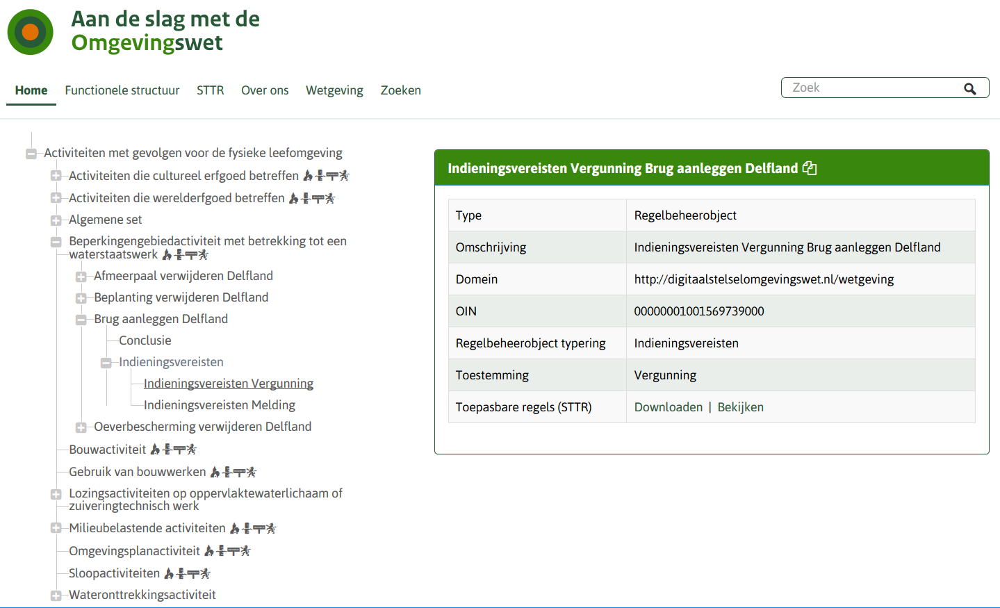 Aan de slag met de
Omgevingswet
Home Functionele structuur STTR Over ons Wetgeving Zoeken
Zoek
Activiteiten met gevolgen voor de fysieke leefomgeving
Activiteiten die cultureel erfgoed betreffen
Activiteiten die werelderfgoed betreffen
Algemene set
Beperkingengebiedactiviteit met betrekking tot een
waterstaatswerk
Afmeerpaal verwijderen Delfland
Beplanting verwijderen Delfland
Brug aanleggen Delfland
Conclusie
Indieningsvereisten
Indieningsvereisten Vergunning
Indieningsvereisten Melding
Oeverbescherming verwijderen Delfland
Bouwactiviteit
Gebruik van bouwwerken
Lozingsactiviteiten op oppervlaktewaterlichaam of
zuiveringtechnisch werk
Milieubelastende activiteiten
Omgevingsplanactiviteit
Sloopactiviteiten
Wateronttrekkingsactiviteit
Indieningsvereisten Vergunning Brug aanleggen Delfland
Type Regelbeheerobject
Omschrijving Indieningsvereisten Vergunning Brug aanleggen Delfland
Domein http://digitaalstelselomgevingswet.nl/wetgeving
OIN 00000001001569739000
Regelbeheerobject typering Indieningsvereisten
Toestemming Vergunning
Toepasbare regels (STTR) Downloaden | Bekijken